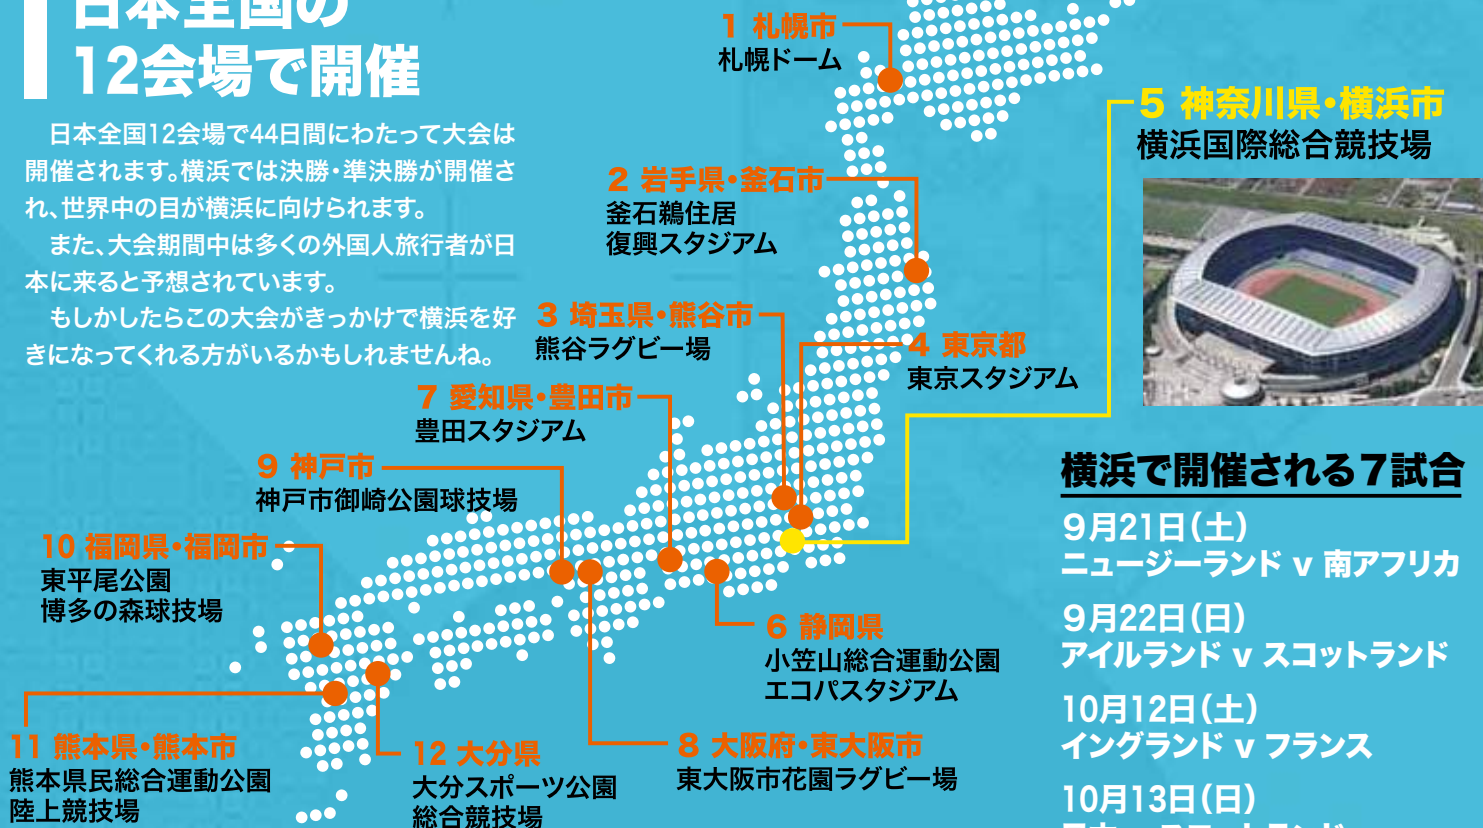 日本全国の
12会場で開催
日本全国12会場で44日間にわたって大会は
開催されます。横浜では決勝・準決勝が開催さ
れ、世界中の目が横浜に向けられます。
また、大会期間中は多くの外国人旅行者が日
本に来ると予想されています。
もしかしたらこの大会がきっかけで横浜を好
きになってくれる方がいるかもしれませんね。
1 札幌市
札幌ドーム
2 岩手県・釜石市
釜石鵜住居
復興スタジアム
3 埼玉県・熊谷市
熊谷ラグビー場
4 東京都
東京スタジアム
5 神奈川県・横浜市
横浜国際総合競技場
6 静岡県
小笠山総合運動公園
エコパスタジアム
7 愛知県・豊田市
豊田スタジアム
8 大阪府・東大阪市
東大阪市花園ラグビー場
9 神戸市
神戸市御崎公園球技場
10 福岡県・福岡市
東平尾公園
博多の森球技場
11 熊本県・熊本市
熊本県民総合運動公園
陸上競技場
12 大分県
大分スポーツ公園
総合競技場
横浜で開催される7試合
9月21日(土)
ニュージーランド v 南アフリカ
9月22日(日)
アイルランド v スコットランド
10月12日(土)
イングランド v フランス
10月13日(日)